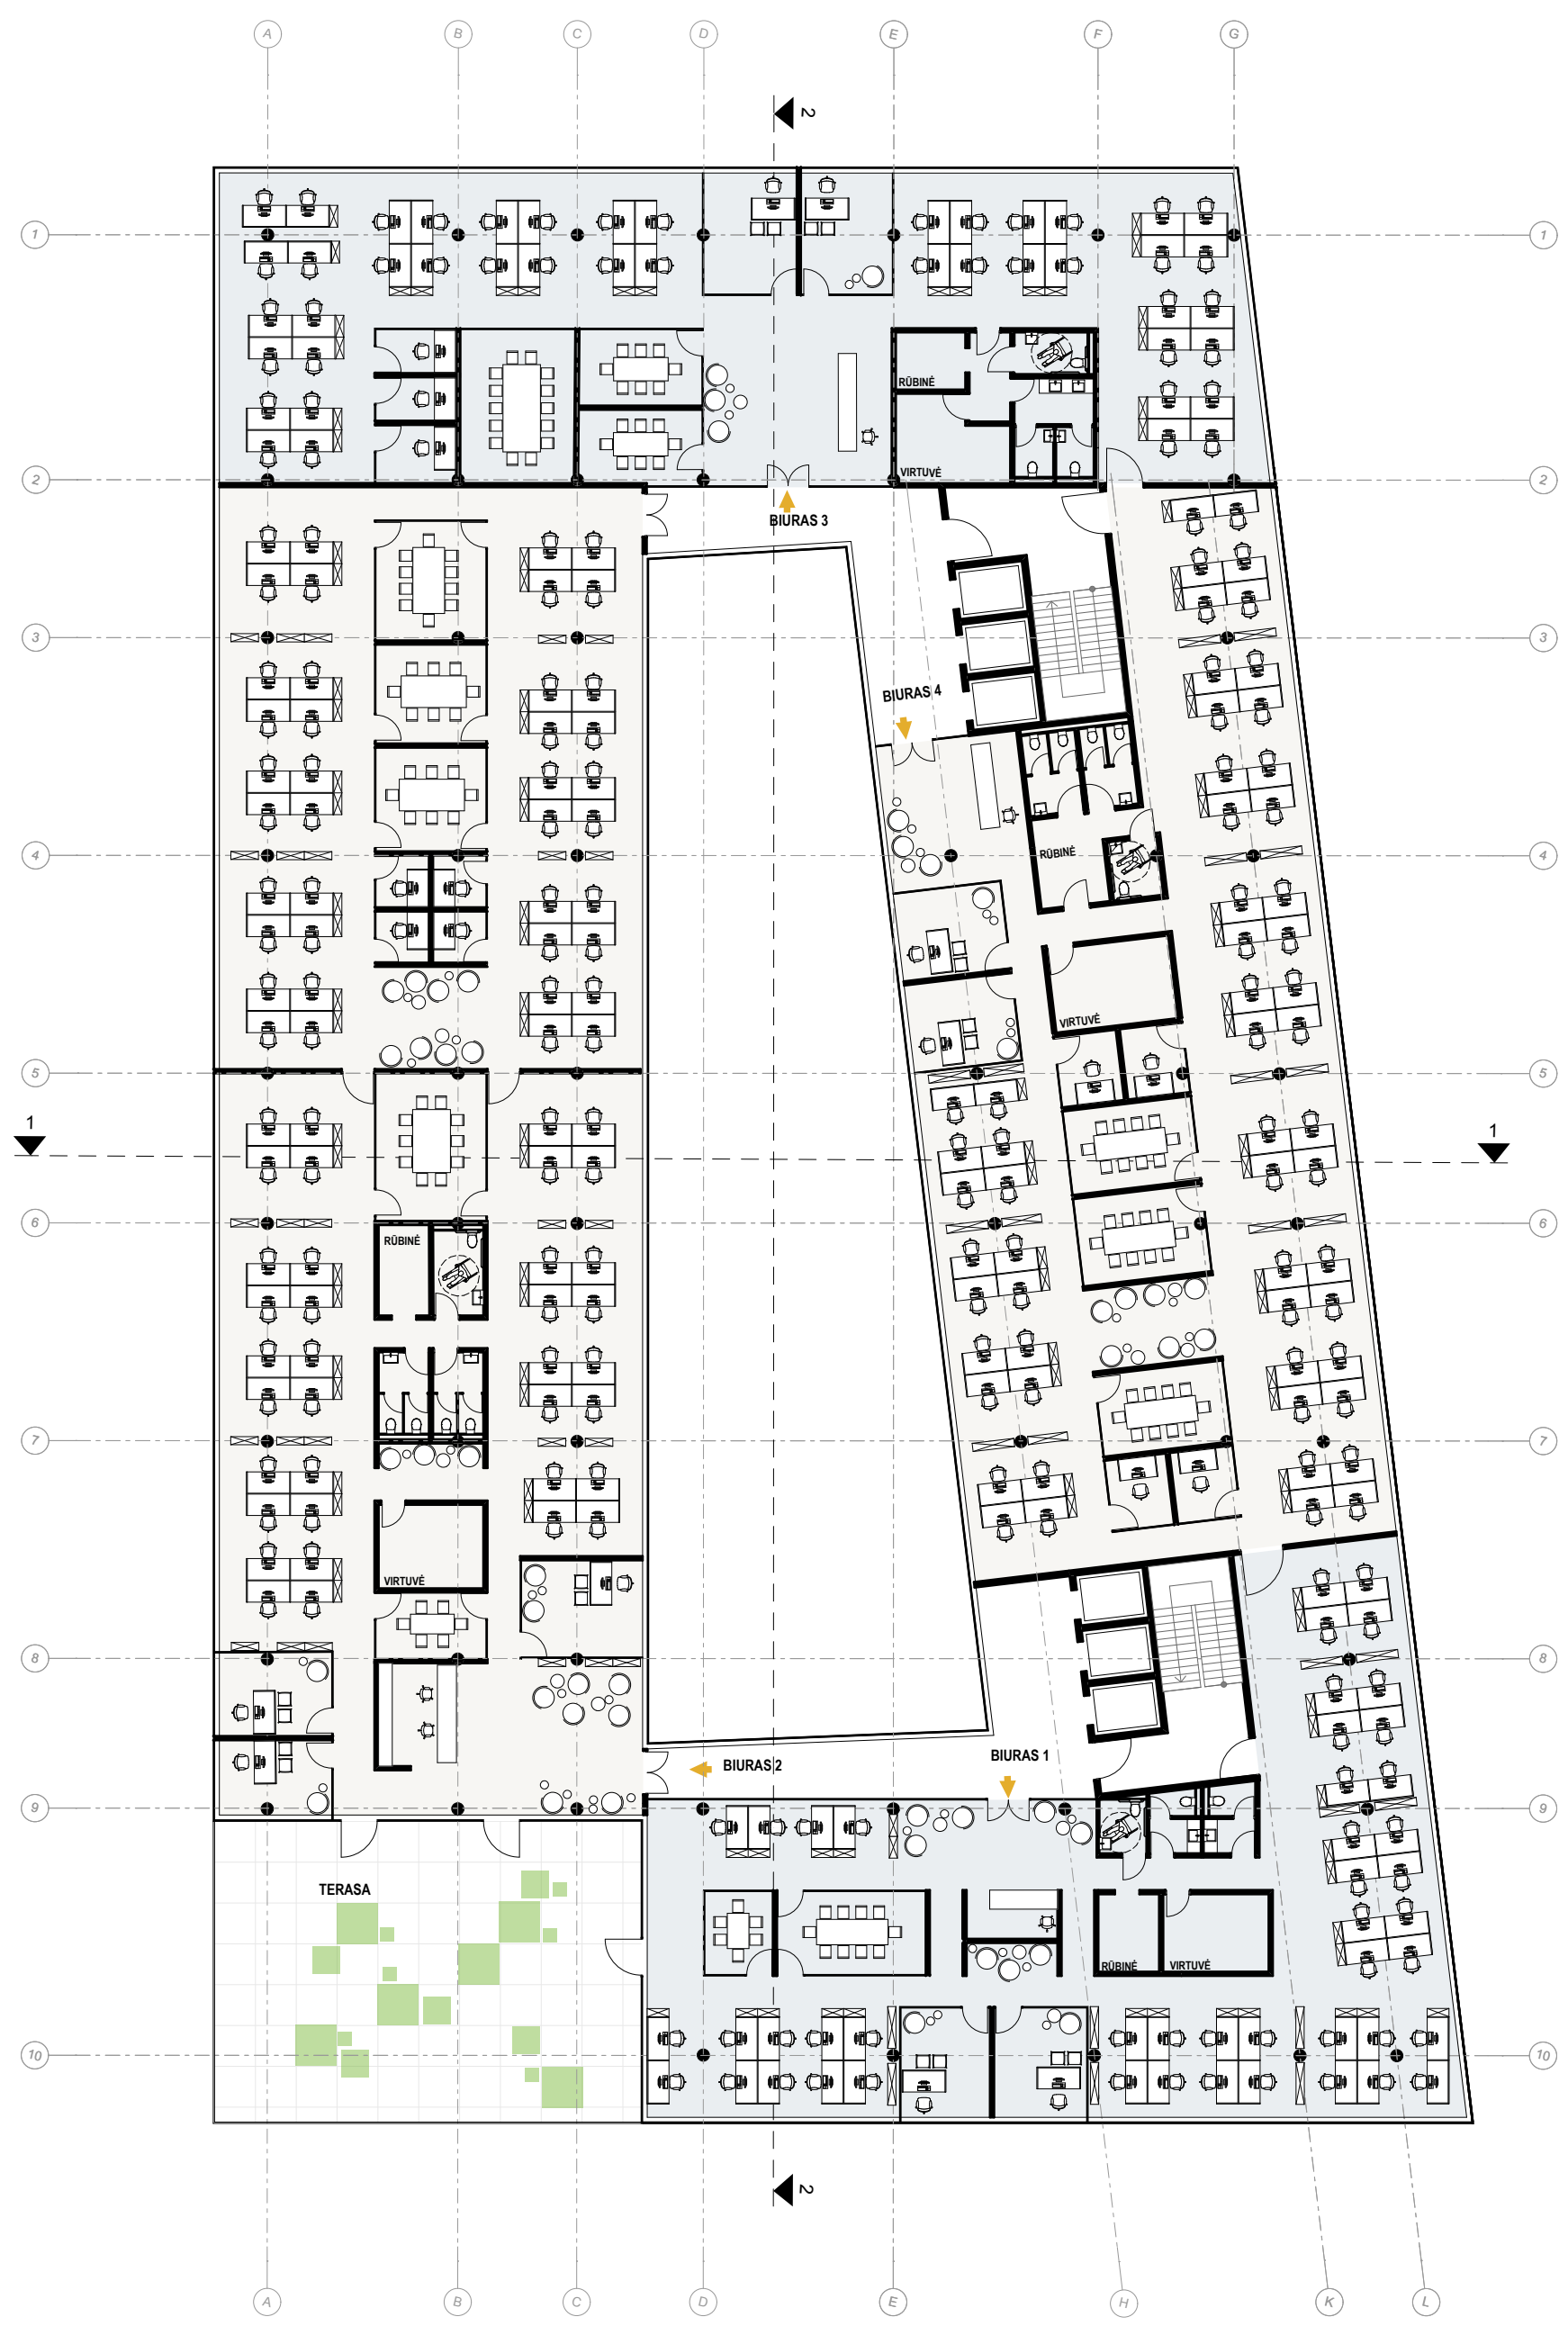 A B C D E F G
2
1 1
RŪBINĖ
VIRTUVĖ
2 2
BIURAS 3
3 3
BIURAS 4
4 RŪBINĖ 4
VIRTUVĖ
5 5
1 1
6 6
RŪBINĖ
7 7
VIRTUVĖ
8 8
BIURAS 2 BIURAS 1
9 9
TERASA
RŪBINĖ VIRTUVĖ
10 10
2
A B C D E H K L